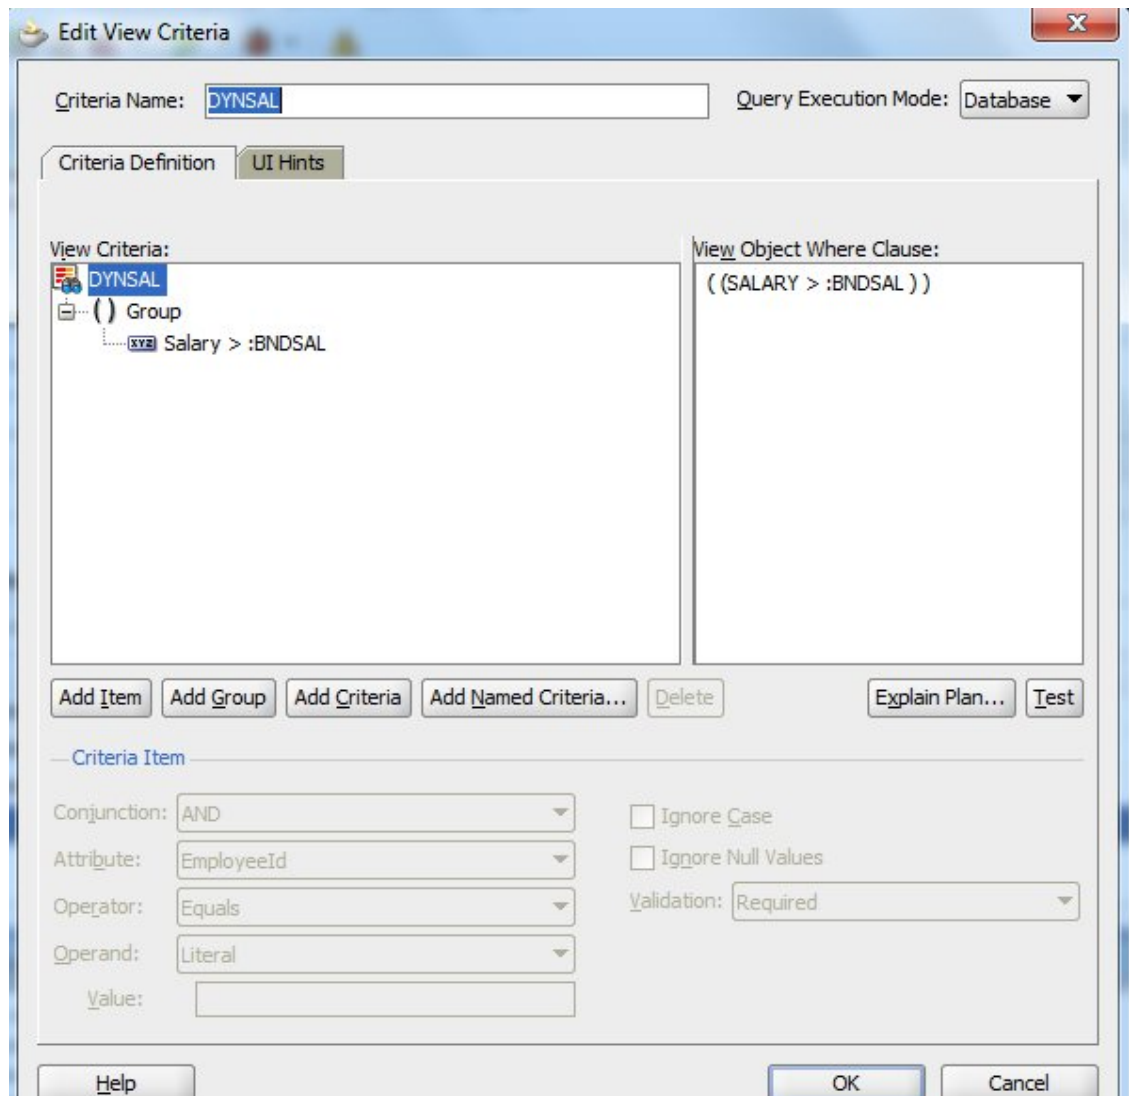 Edit View Criteria
Criteria Name: DYNSAL Query Execution Mode: Database
Criteria Definition UI Hints
View Criteria: View Object Where Clause:
DYNSAL ( (SALARY > :BNDSAL ) )
( ) Group
XYZ Salary > :BNDSAL
Add Item Add Group Add Criteria Add Named Criteria... Delete Explain Plan... Test
Criteria Item
Conjunction: AND Ignore Case
Attribute: EmployeeId Ignore Null Values
Operator: Equals Validation: Required
Operand: Literal
Value:
Help OK Cancel